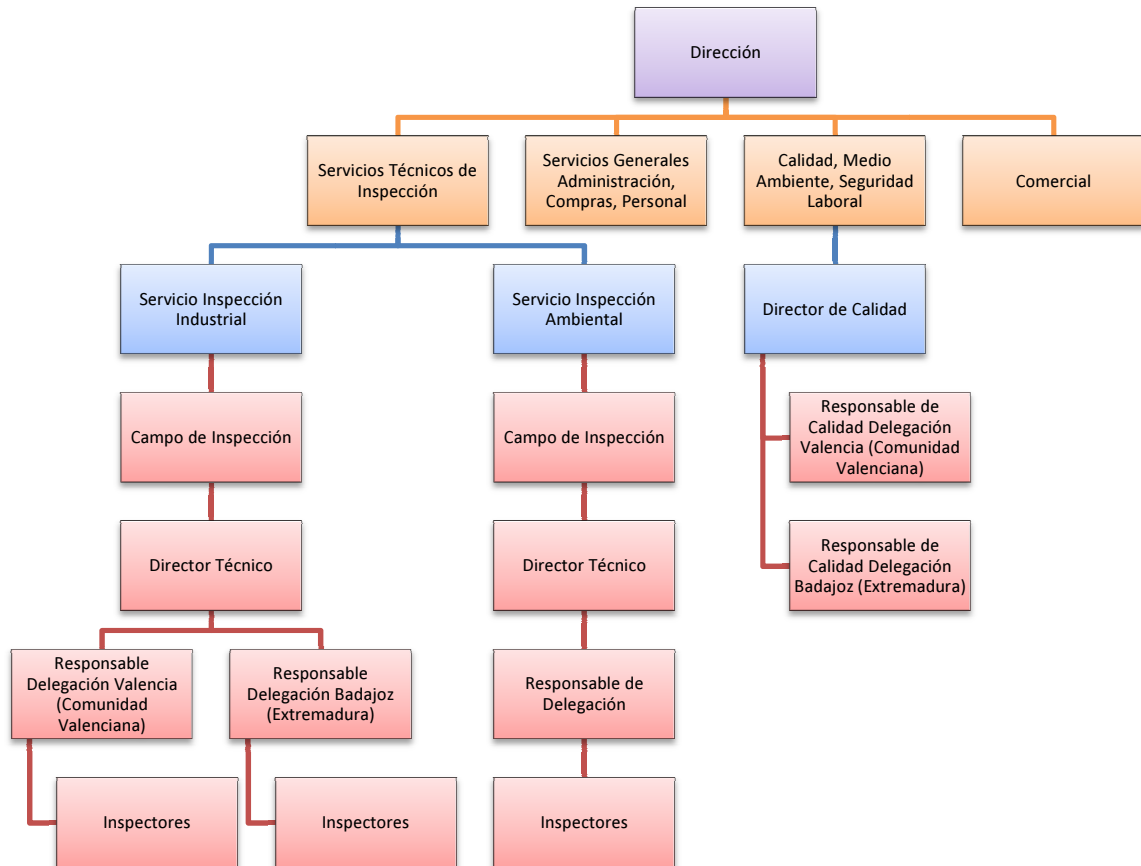 Dirección
Servicios Técnicos de
Inspección
Servicios Generales
Administración,
Compras, Personal
Calidad, Medio
Ambiente, Seguridad
Laboral
Comercial
Servicio Inspección
Industrial
Servicio Inspección
Ambiental
Director de Calidad
Campo de Inspección
Campo de Inspección
Responsable de
Calidad Delegación
Valencia (Comunidad
Valenciana)
Director Técnico
Director Técnico
Responsable de
Calidad Delegación
Badajoz (Extremadura)
Responsable
Delegación Valencia
(Comunidad
Valenciana)
Responsable
Delegación Badajoz
(Extremadura)
Responsable de
Delegación
Inspectores
Inspectores
Inspectores